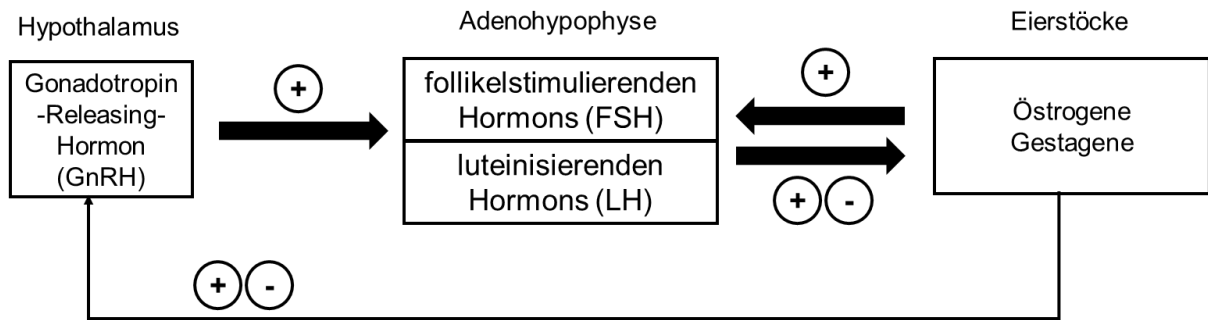 Hypothalamus
Adenohypophyse
Eierstöcke
Gonadotropin
-Releasing-
Hormon
(GnRH)
+
follikelstimulierenden
Hormons (FSH)
luteinisierenden
Hormons (LH)
+
+ -
Östrogene
Gestagene
+ -